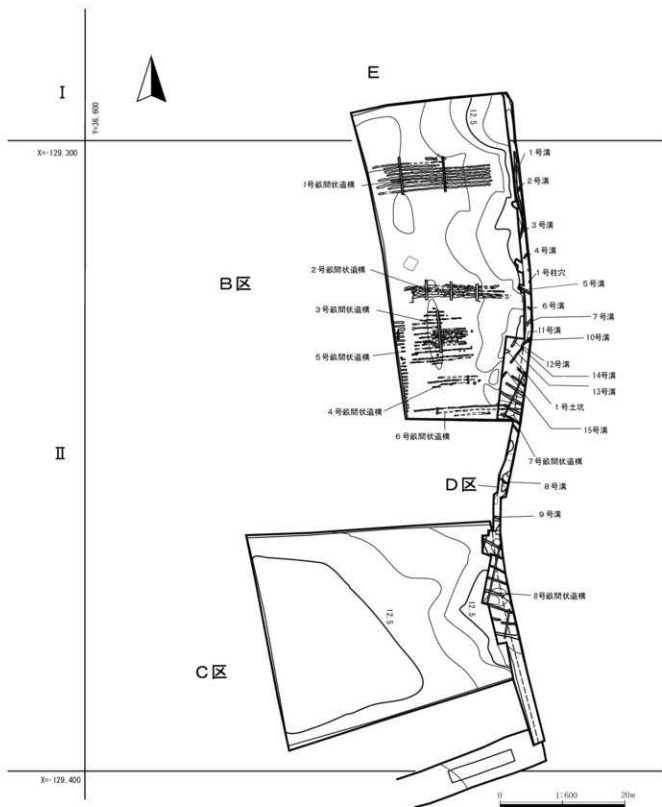 E
I
Y=36,600
12.5
X=-129,300
1号溝
2号溝
1号畝間状遺構
3号溝
4号溝
1号柱穴
2号畝間状遺構
5号溝
B区
6号溝
3号畝間状遺構
7号溝
11号溝
10号溝
5号畝間状遺構
12号溝
14号溝
13号溝
4号畝間状遺構
1号土坑
15号溝
6号畝間状遺構
II
7号畝間状遺構
D区
8号溝
9号溝
8号畝間状遺構
12.5
12.5
C区
X=-129,400
0
1:600
20m